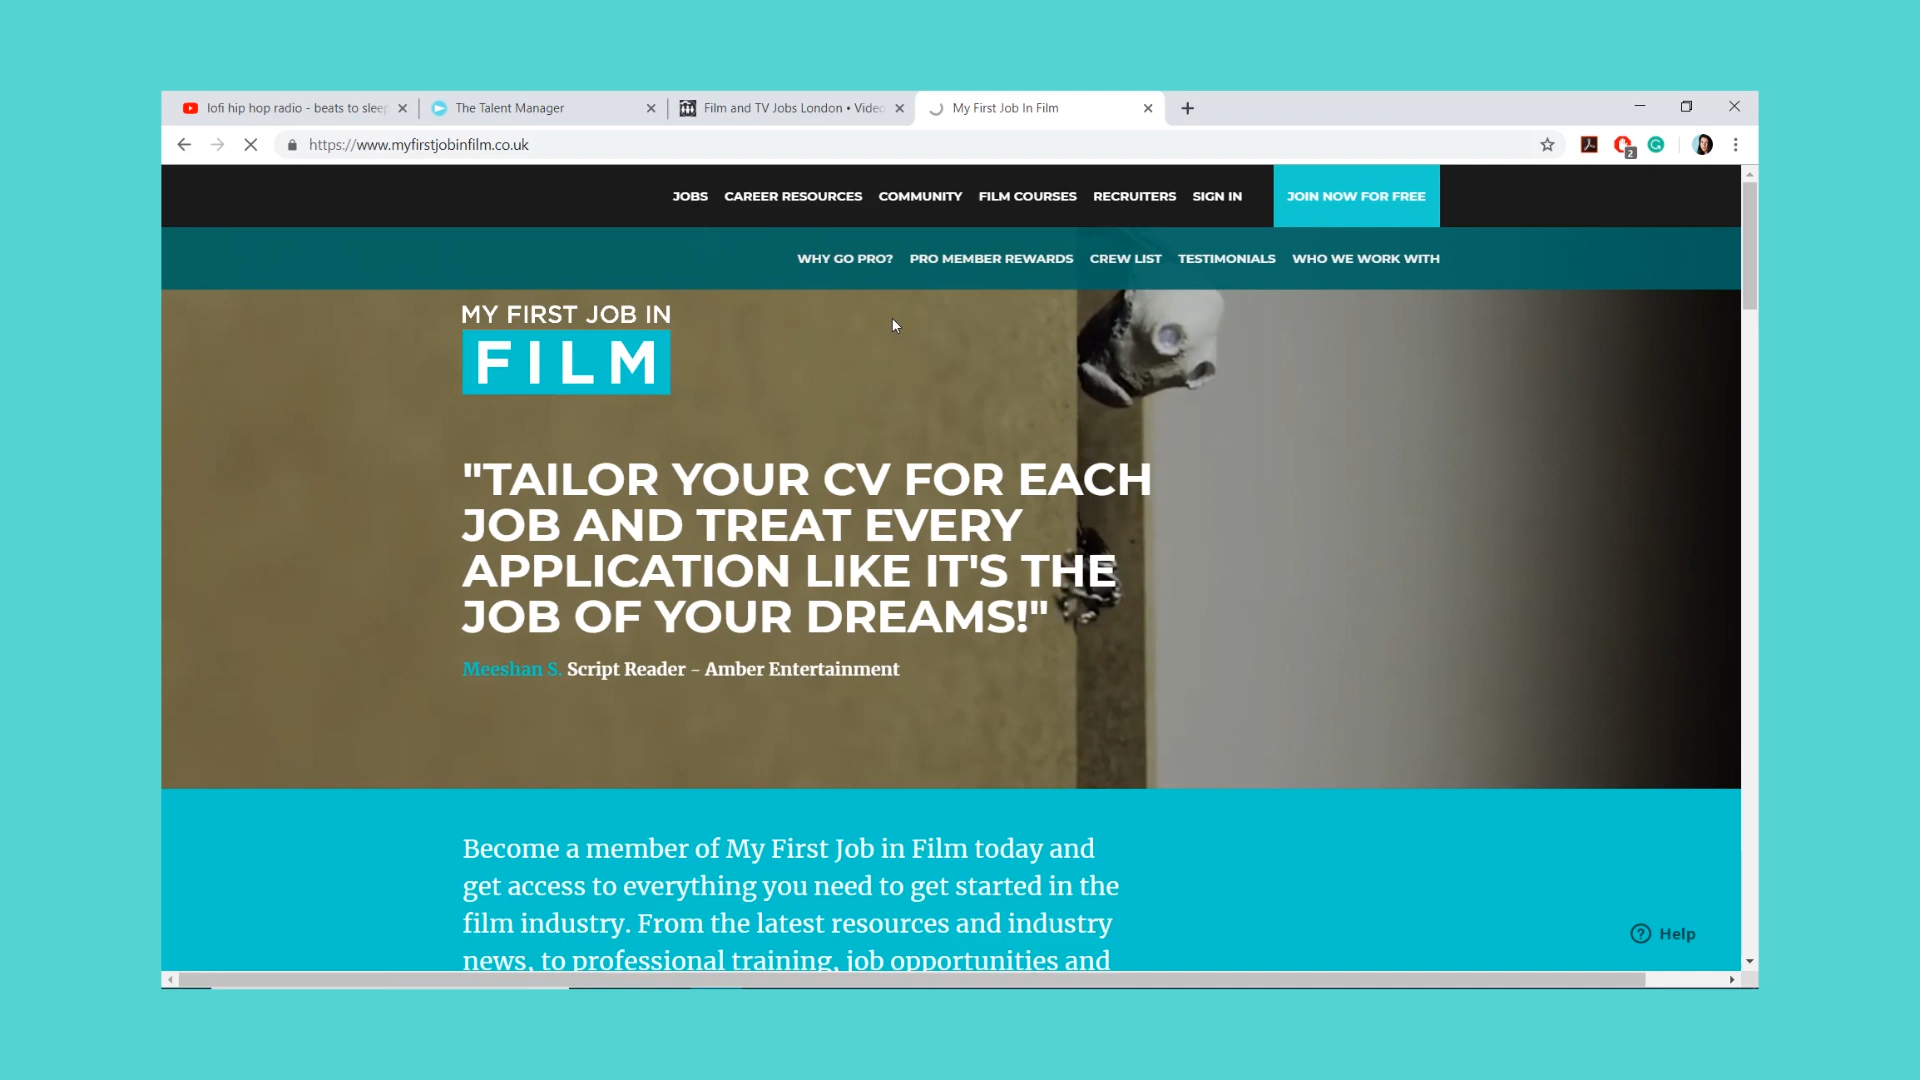 lofi hip hop radio - beats to sleep
The Talent Manager
Film and TV Jobs London • Video
My First Job In Film
https://www.myfirstjobinfilm.co.uk
2
JOBS CAREER RESOURCES COMMUNITY FILM COURSES RECRUITERS SIGN IN JOIN NOW FOR FREE
WHY GO PRO? PRO MEMBER REWARDS CREW LIST TESTIMONIALS WHO WE WORK WITH
MY FIRST JOB IN
FILM
"TAILOR YOUR CV FOR EACH
JOB AND TREAT EVERY
APPLICATION LIKE IT'S THE
JOB OF YOUR DREAMS!"
Meeshan S. Script Reader – Amber Entertainment
Become a member of My First Job in Film today and
get access to everything you need to get started in the
film industry. From the latest resources and industry
news, to professional training, job opportunities and
? Help